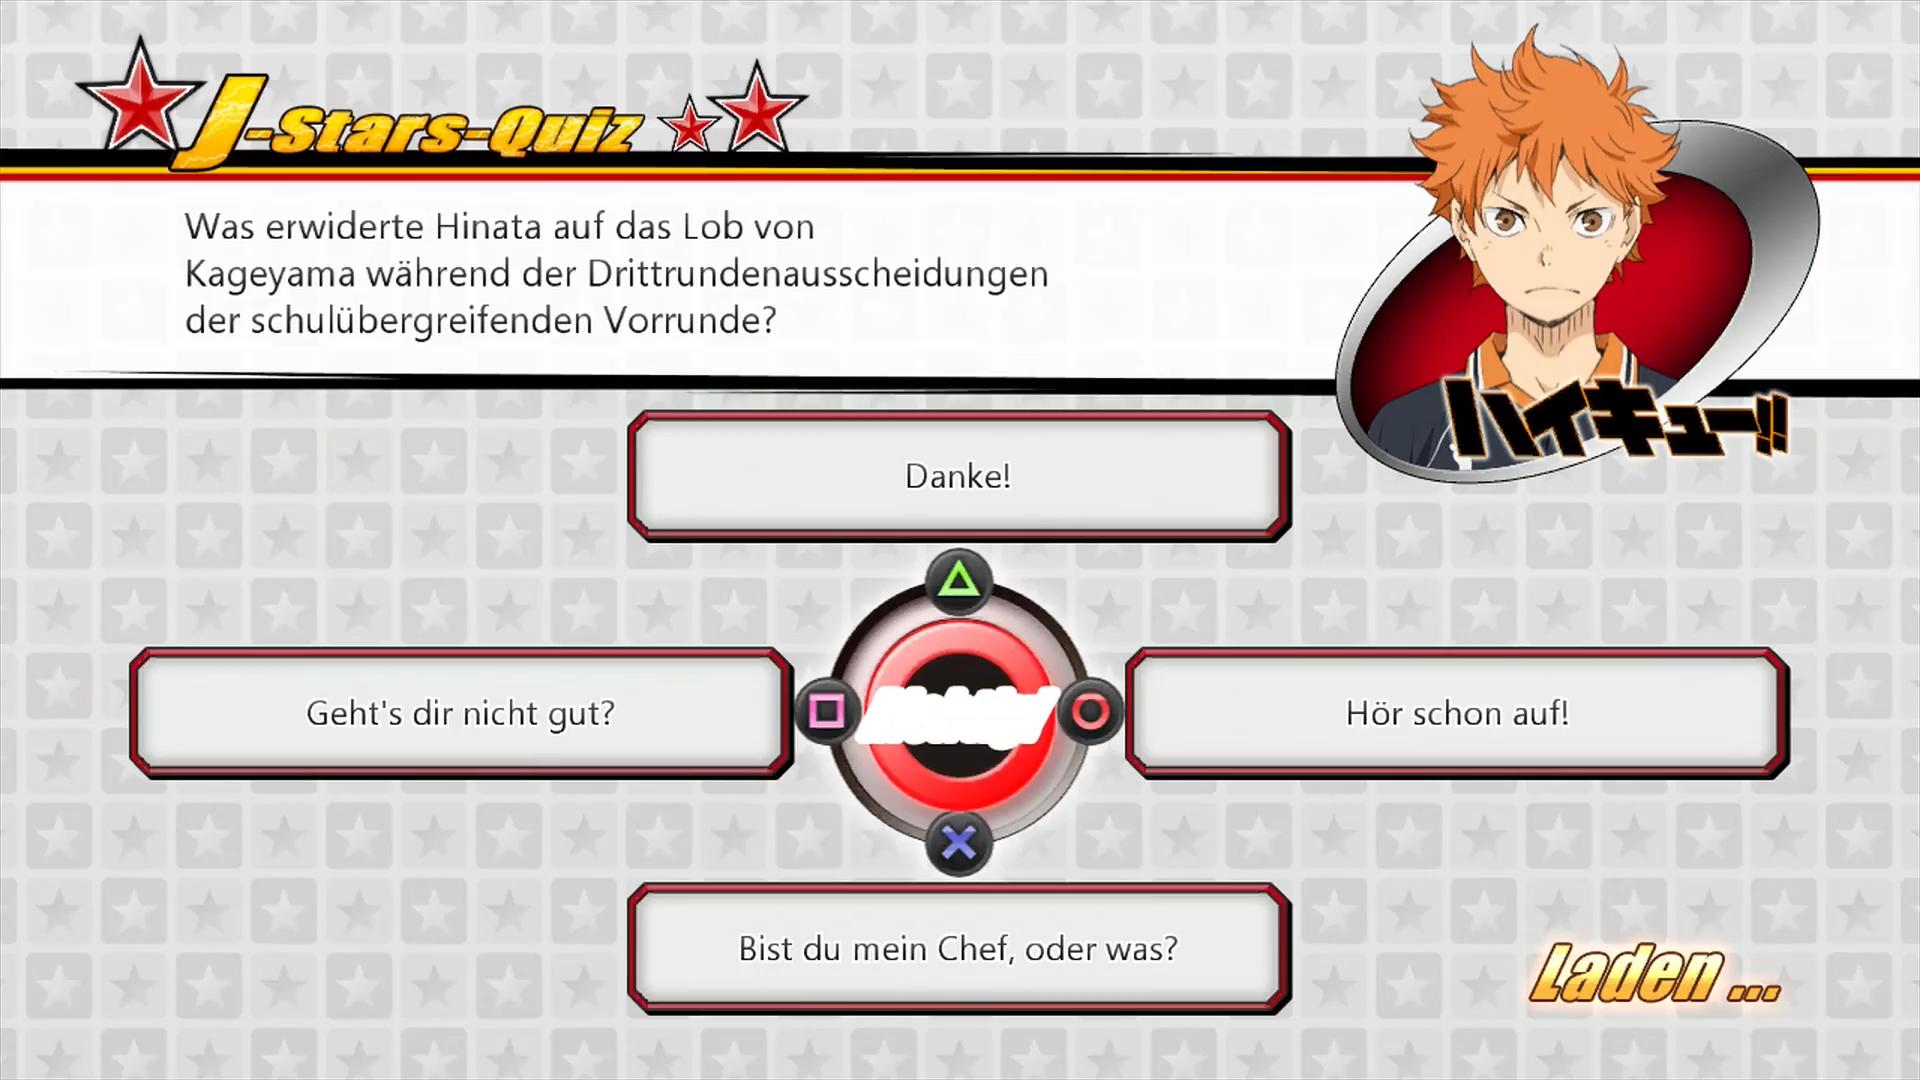 J-Stars-Quiz
Was erwiderte Hinata auf das Lob von
Kageyama während der Drittrundenausscheidungen
der schulübergreifenden Vorrunde?
ハイキュー!!
Danke!
Geht's dir nicht gut?
Hör schon auf!
Bist du mein Chef, oder was?
Laden ...